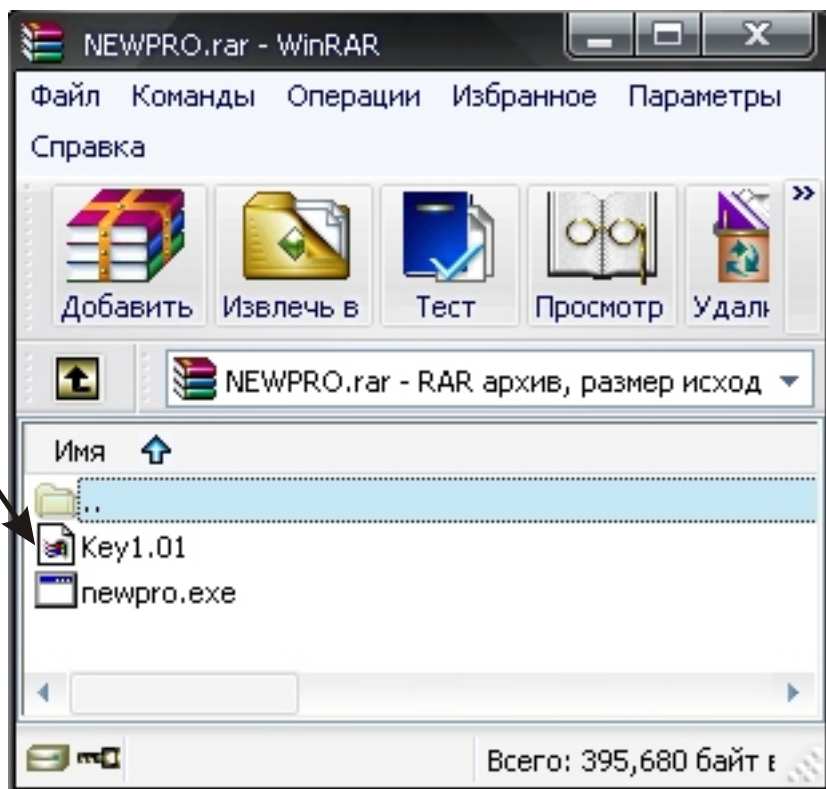 NEWPRO.rar - WinRAR
Файл Команды Операции Избранное Параметры
Справка
Добавить Извлечь в Тест Просмотр Удали
NEWPRO.rar - RAR архив, размер исход
Имя
..
Key1.01
newpro.exe
Всего: 395,680 байт в